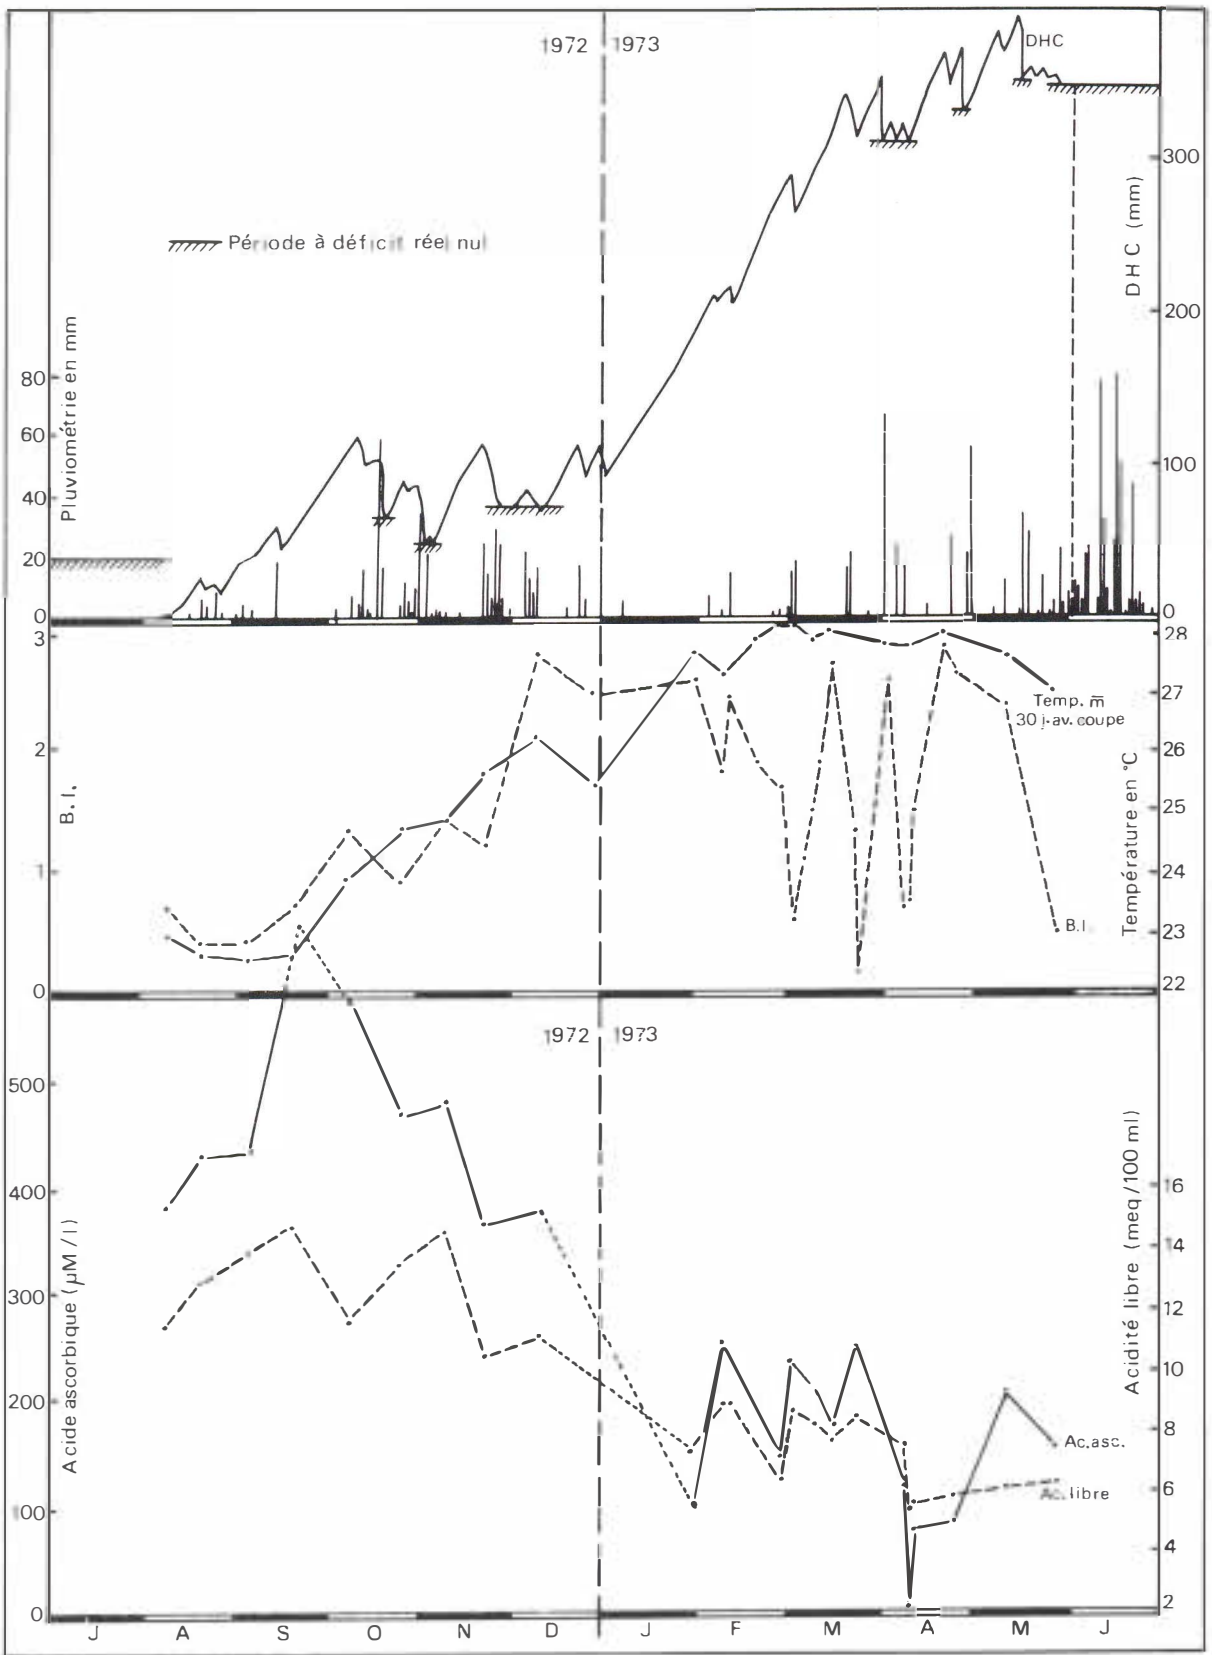 1972 1973
DHC
Période à déficit réel nul
Pluviométrie en mm
80
60
40
20
0
DHC (mm)
300
200
100
0
B.I.
3
2
1
0
Temp. m̅
30 j. av. coupe
B.I.
Température en °C
28
27
26
25
24
23
22
1972 1973
Acide ascorbique (µM/l)
500
400
300
200
100
0
Acidité libre (meq/100 ml)
16
14
12
10
8
6
4
2
Ac.asc.
Ac. libre
J A S O N D J F M A M J